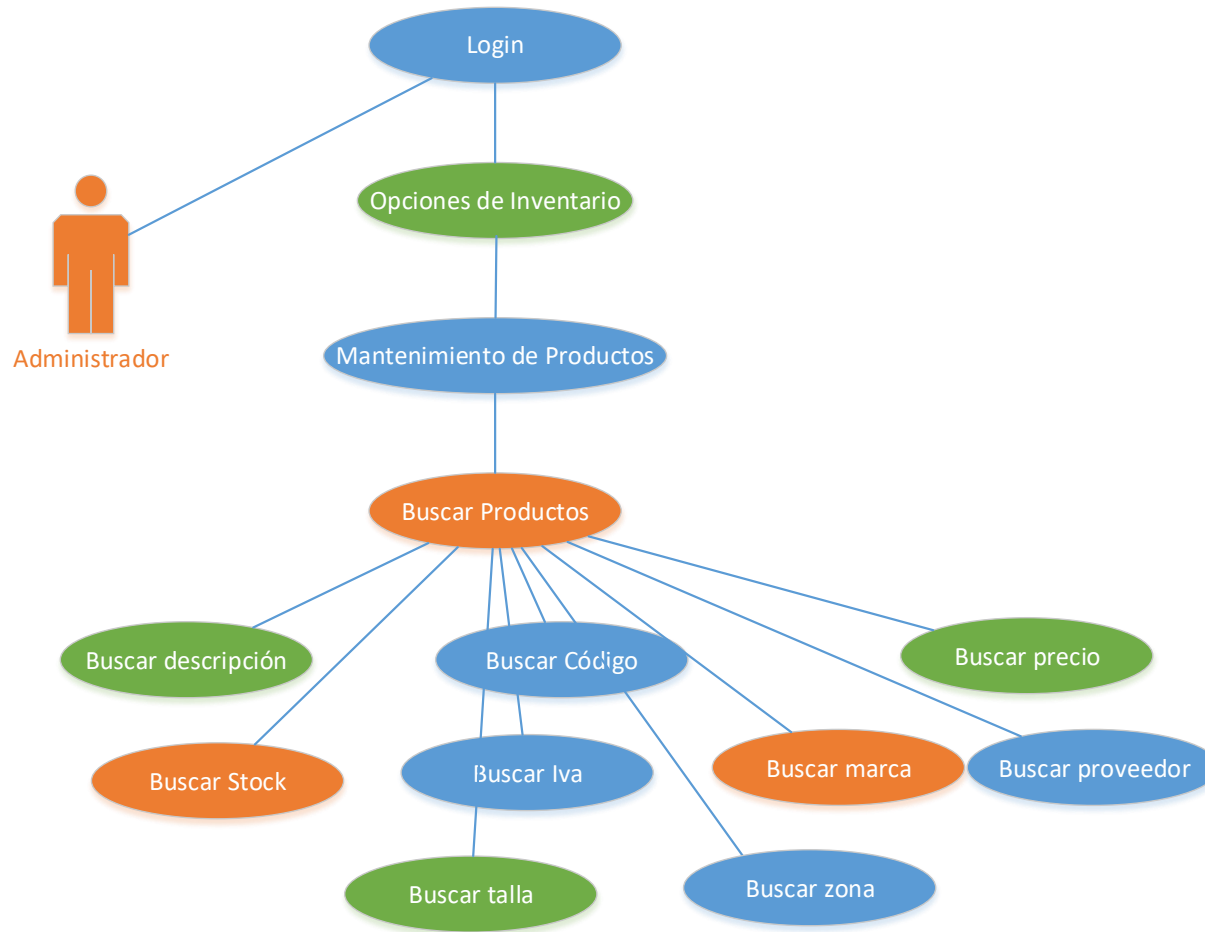 Login
Opciones de Inventario
Administrador
Mantenimiento de Productos
Buscar Productos
Buscar descripción
Buscar Código
Buscar precio
Buscar Stock
Buscar Iva
Buscar marca
Buscar proveedor
Buscar talla
Buscar zona